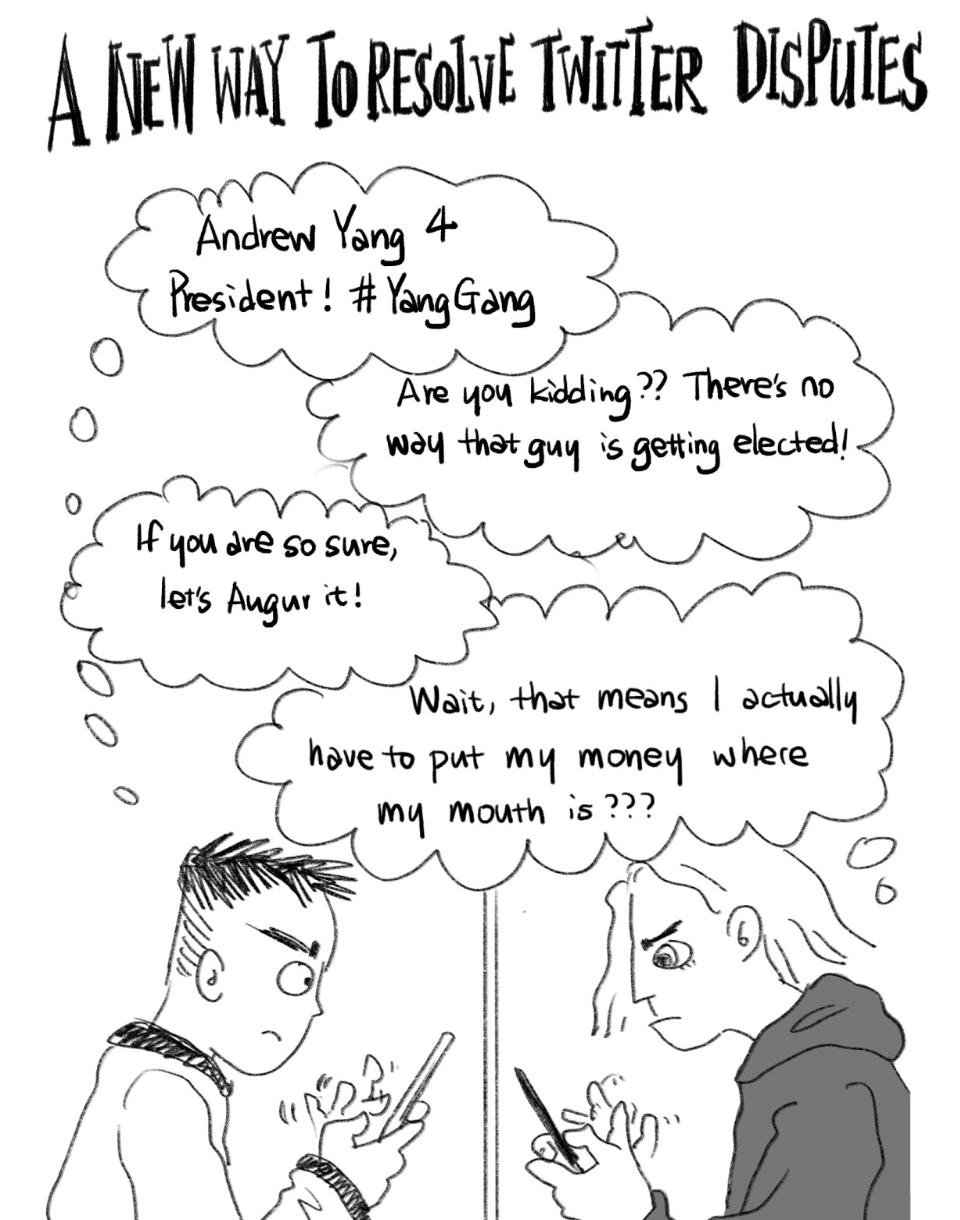 A NEW WAY TO RESOLVE TWITTER DISPUTES
Andrew Yang 4
President! #YangGang
Are you kidding?? There's no
way that guy is getting elected!
If you are so sure,
let's Augur it!
Wait, that means I actually
have to put my money where
my mouth is???